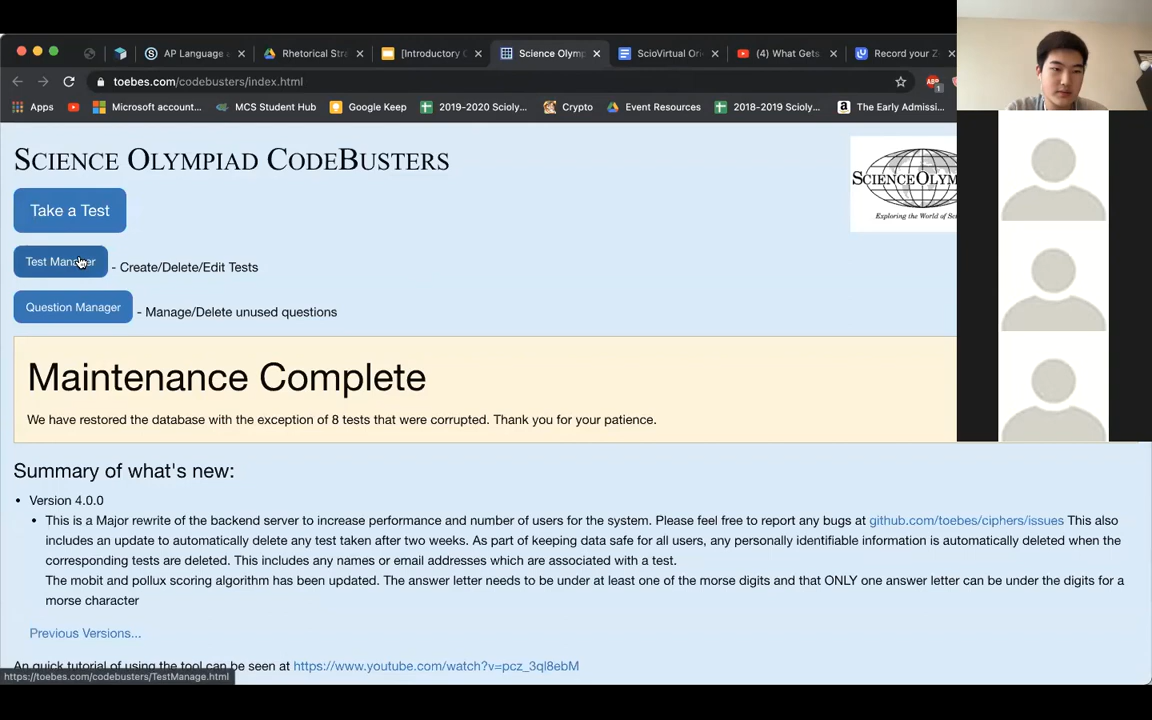 AP Language
Rhetorical Str
[Introductory C
Science Olymp
ScioVirtual Or
(4) What Gets
Record your Z
toebes.com/codebusters/index.html
ABP
1
Apps
Microsoft account...
MCS Student Hub
Google Keep
2019-2020 Scioly...
Crypto
Event Resources
2018-2019 Scioly...
The Early Admissi...
SCIENCE OLYMPIAD CODEBUSTERS
SCIENCEOLYM
Exploring the World of Sci
Take a Test
Test Manager - Create/Delete/Edit Tests
Question Manager - Manage/Delete unused questions
Maintenance Complete
We have restored the database with the exception of 8 tests that were corrupted. Thank you for your patience.
Summary of what's new:
• Version 4.0.0
• This is a Major rewrite of the backend server to increase performance and number of users for the system. Please feel free to report any bugs at github.com/toebes/ciphers/issues This also
includes an update to automatically delete any test taken after two weeks. As part of keeping data safe for all users, any personally identifiable information is automatically deleted when the
corresponding tests are deleted. This includes any names or email addresses which are associated with a test.
The mobit and pollux scoring algorithm has been updated. The answer letter needs to be under at least one of the morse digits and that ONLY one answer letter can be under the digits for a
morse character
Previous Versions...
An quick tutorial of using the tool can be seen at https://www.youtube.com/watch?v=pcz_3ql8ebM
https://toebes.com/codebusters/TestManage.html